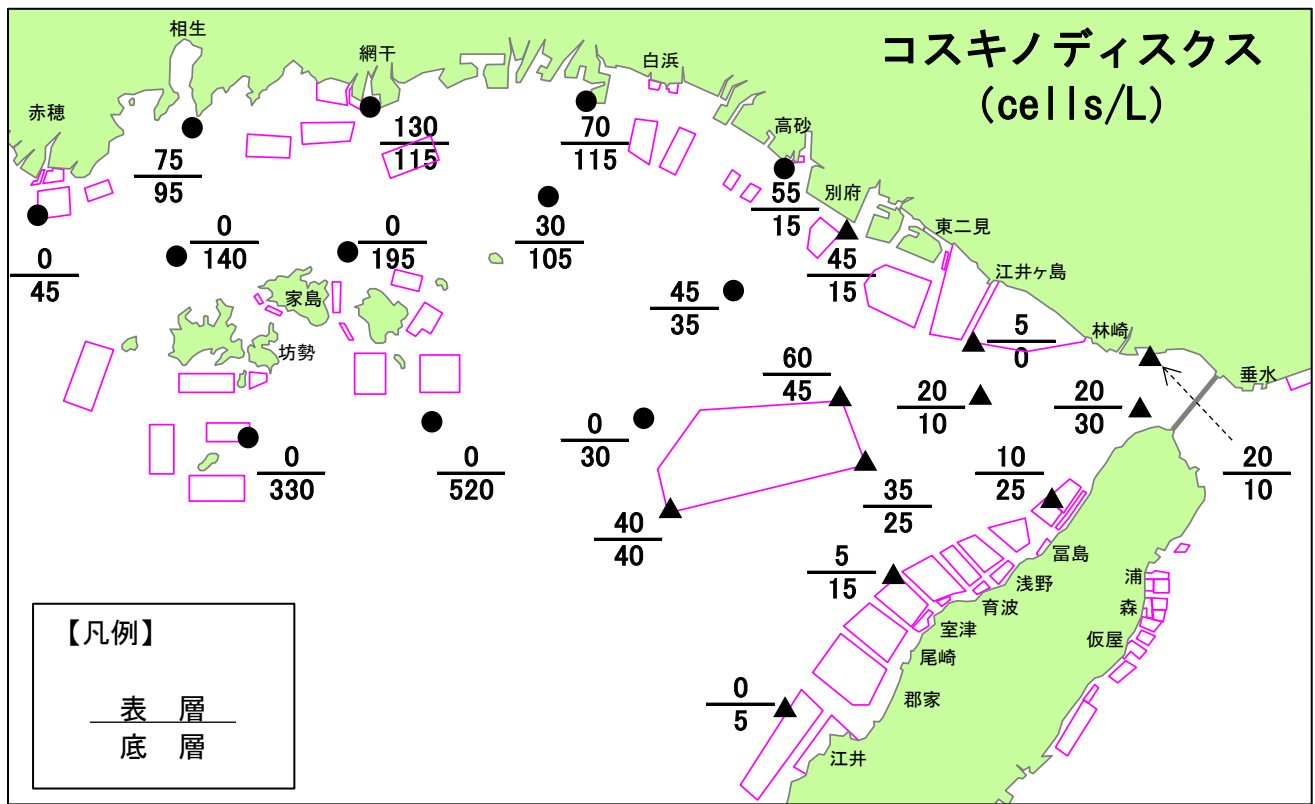 コスキノディスクス
(cells/L)
相生
網干
白浜
赤穂
高砂
130
115
70
115
75
95
55
15
別府
東二見
0
45
0
140
0
195
30
105
45
15
江井ヶ島
家島
45
35
5
0
林崎
坊勢
垂水
60
45
20
10
20
30
0
330
0
520
0
30
10
25
20
10
35
25
40
40
5
15
冨島
浅野
育波
室津
尾崎
郡家
江井
浦
森
仮屋
0
5
【凡例】
表 層
底 層